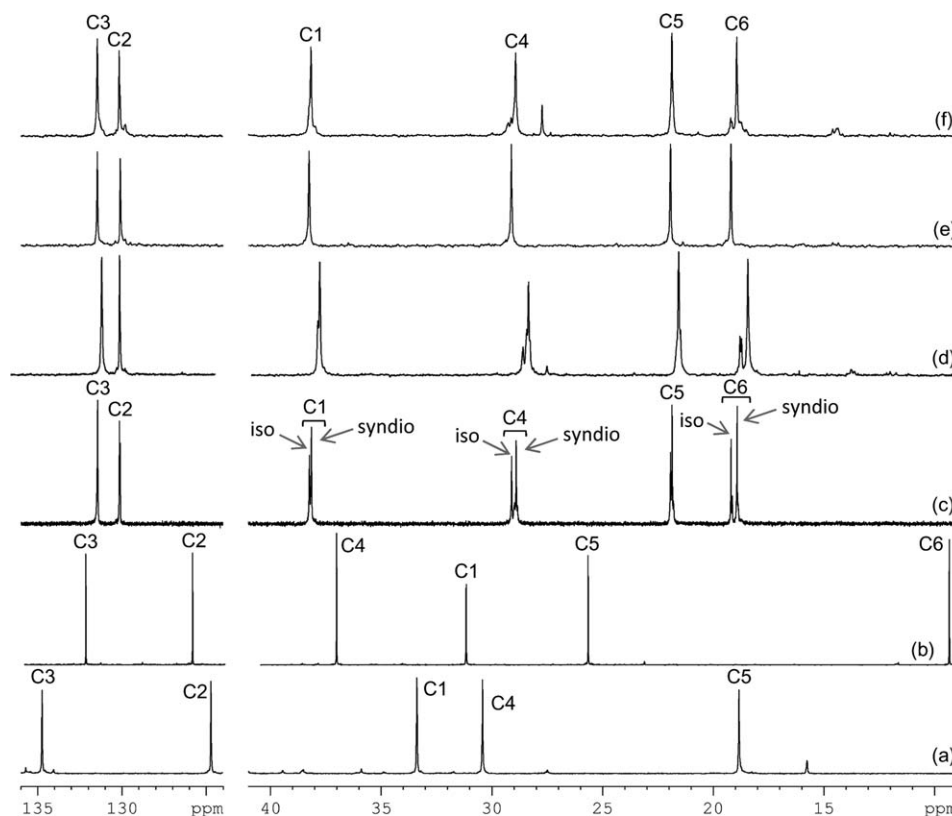 C3
C2
C1
C4
C5
C6
(f)
(e)
(d)
C3
C2
C1
iso
syndio
C4
iso
syndio
C5
C6
iso
syndio
(c)
C3
C2
C4
C1
C5
C6
(b)
C3
C2
C1
C4
C5
(a)
135 130 ppm 40 35 30 25 20 15 ppm